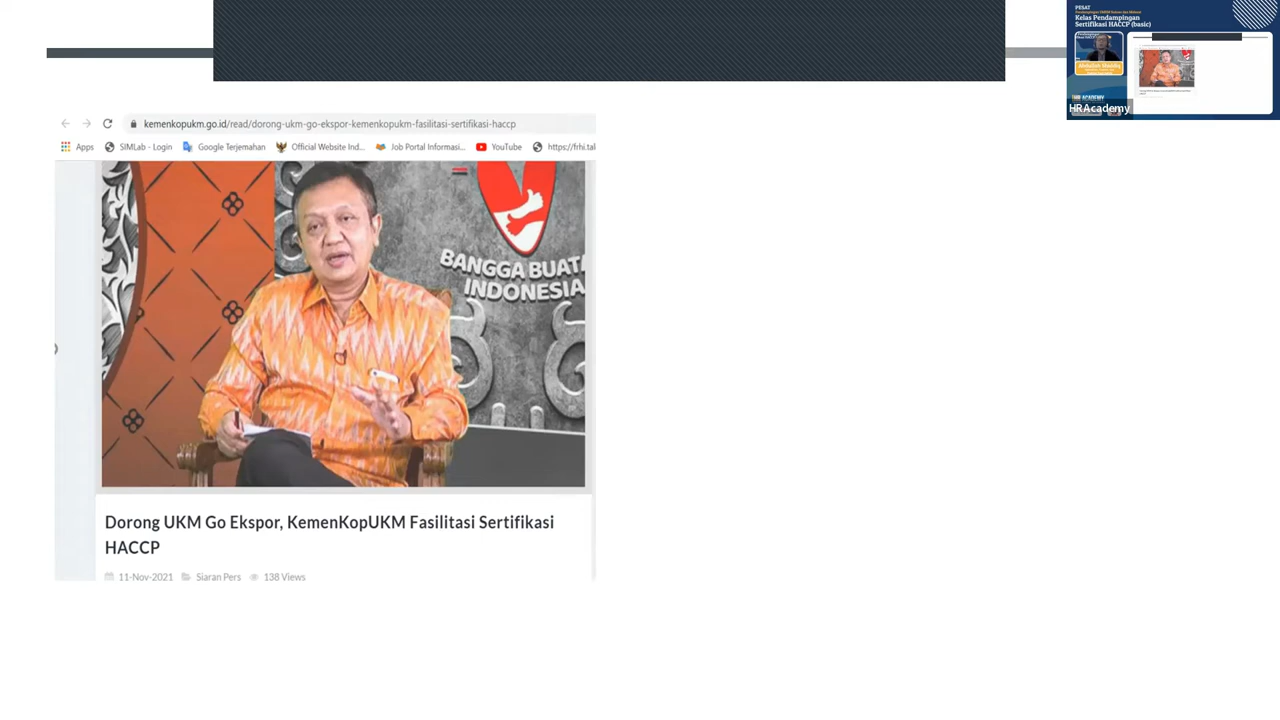 kemenkopukm.go.id/read/dorong-ukm-go-ekspor-kemenkopukm-fasilitasi-sertifikasi-haccp
Apps SIMLab - Login Google Terjemahan Official Website Ind... Job Portal Informasi... YouTube https://frhi.tal
BANGGA BUATA
INDONESIA
Dorong UKM Go Ekspor, KemenKopUKM Fasilitasi Sertifikasi
HACCP
11-Nov-2021 Siaran Pers 138 Views
PESAT
Kelas Pendampingan
Sertifikasi HACCP (basic)
HRAcademy